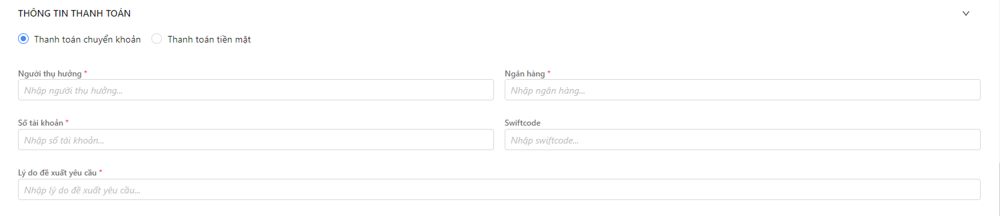 THÔNG TIN THANH TOÁN
Thanh toán chuyển khoản Thanh toán tiền mặt
Người thụ hưởng * Ngân hàng *
Nhập người thụ hưởng... Nhập ngân hàng...
Số tài khoản * Swiftcode
Nhập số tài khoản... Nhập swiftcode...
Lý do đề xuất yêu cầu *
Nhập lý do đề xuất yêu cầu...